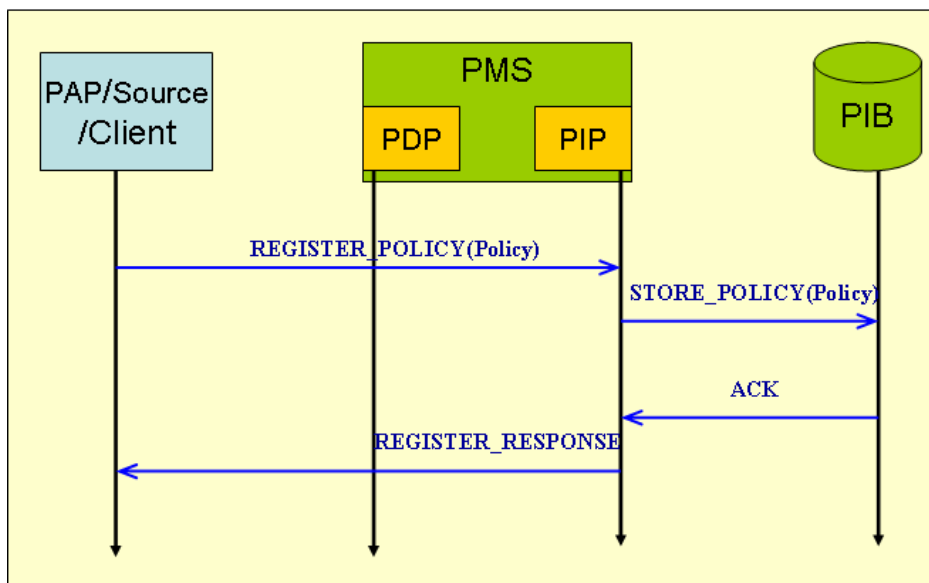 PAP/Source
/Client
PMS
PDP
PIP
PIB
REGISTER_POLICY(Policy)
STORE_POLICY(Policy)
ACK
REGISTER_RESPONSE